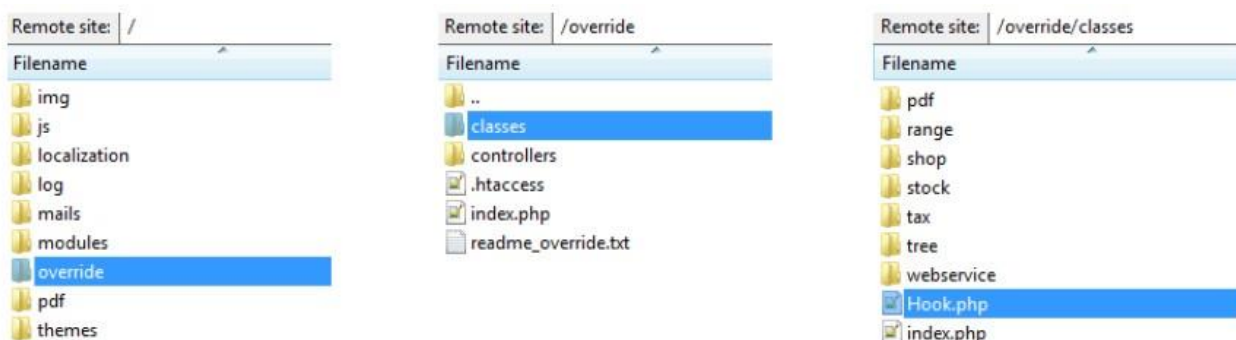 Remote site: /
Filename
img
js
localization
log
mails
modules
override
pdf
themes
Remote site: /override
Filename
..
classes
controllers
.htaccess
index.php
readme_override.txt
Remote site: /override/classes
Filename
pdf
range
shop
stock
tax
tree
webservice
Hook.php
index.php